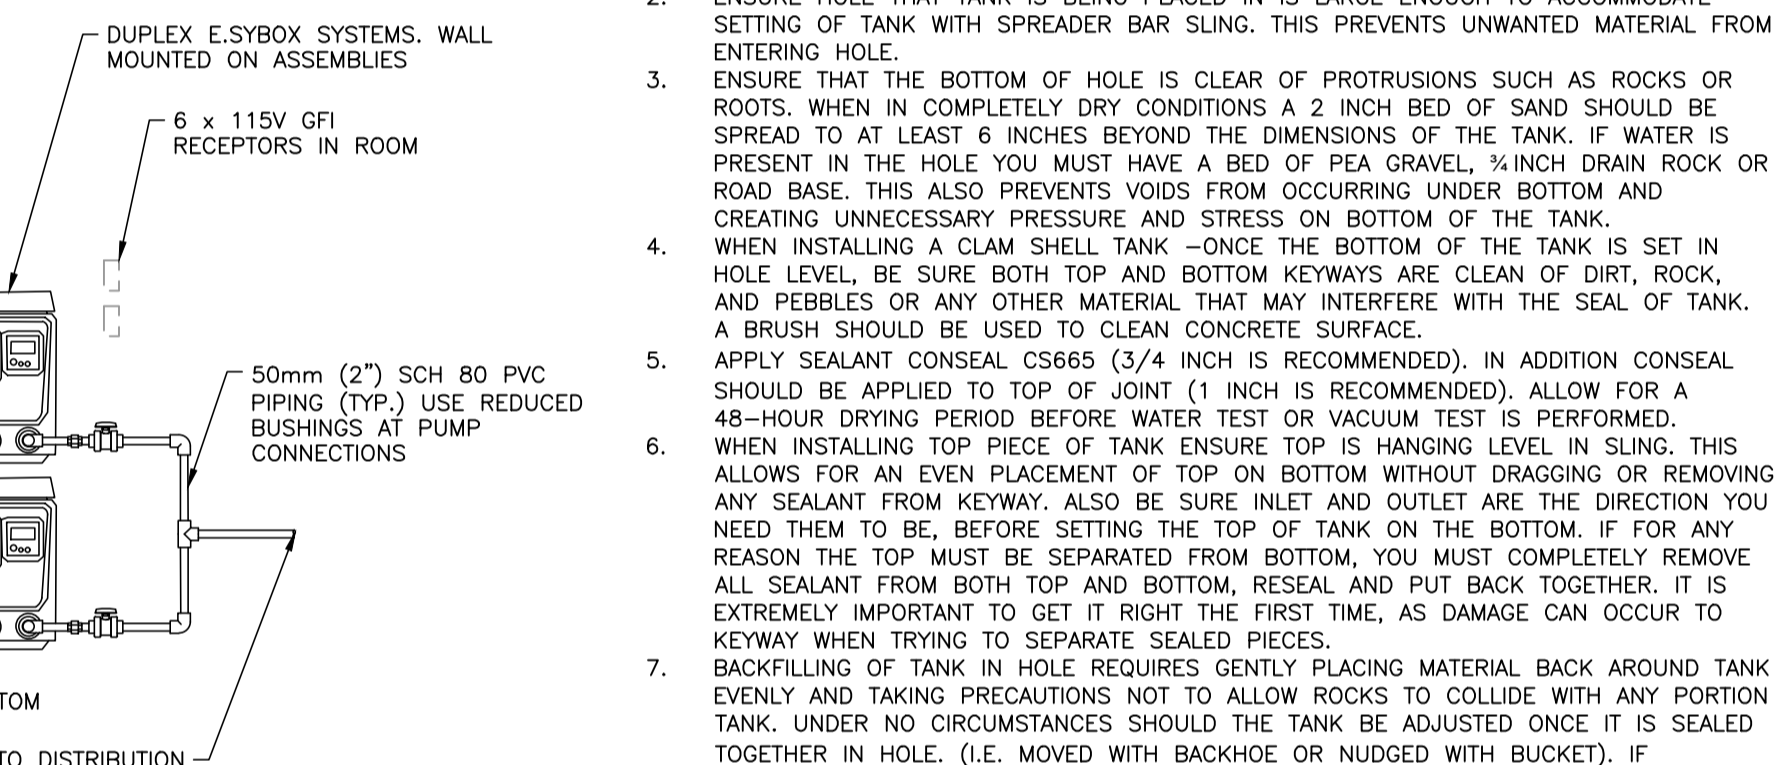 DUPLEX E.SYBOX SYSTEMS. WALL
MOUNTED ON ASSEMBLIES
6 x 115V GFI
RECEPTORS IN ROOM
50mm (2") SCH 80 PVC
PIPING (TYP.) USE REDUCED
BUSHINGS AT PUMP
CONNECTIONS
TOM
TO DISTRIBUTION
2. ENSURE HOLE THAT TANK IS BEING PLACED IN IS LARGE ENOUGH TO ACCOMMODATE
SETTING OF TANK WITH SPREADER BAR SLING. THIS PREVENTS UNWANTED MATERIAL FROM
ENTERING HOLE.
3. ENSURE THAT THE BOTTOM OF HOLE IS CLEAR OF PROTRUSIONS SUCH AS ROCKS OR
ROOTS. WHEN IN COMPLETELY DRY CONDITIONS A 2 INCH BED OF SAND SHOULD BE
SPREAD TO AT LEAST 6 INCHES BEYOND THE DIMENSIONS OF THE TANK. IF WATER IS
PRESENT IN THE HOLE YOU MUST HAVE A BED OF PEA GRAVEL, ¾ INCH DRAIN ROCK OR
ROAD BASE. THIS ALSO PREVENTS VOIDS FROM OCCURRING UNDER BOTTOM AND
CREATING UNNECESSARY PRESSURE AND STRESS ON BOTTOM OF THE TANK.
4. WHEN INSTALLING A CLAM SHELL TANK –ONCE THE BOTTOM OF THE TANK IS SET IN
HOLE LEVEL, BE SURE BOTH TOP AND BOTTOM KEYWAYS ARE CLEAN OF DIRT, ROCK,
AND PEBBLES OR ANY OTHER MATERIAL THAT MAY INTERFERE WITH THE SEAL OF TANK.
A BRUSH SHOULD BE USED TO CLEAN CONCRETE SURFACE.
5. APPLY SEALANT CONSEAL CS665 (3/4 INCH IS RECOMMENDED). IN ADDITION CONSEAL
SHOULD BE APPLIED TO TOP OF JOINT (1 INCH IS RECOMMENDED). ALLOW FOR A
48–HOUR DRYING PERIOD BEFORE WATER TEST OR VACUUM TEST IS PERFORMED.
6. WHEN INSTALLING TOP PIECE OF TANK ENSURE TOP IS HANGING LEVEL IN SLING. THIS
ALLOWS FOR AN EVEN PLACEMENT OF TOP ON BOTTOM WITHOUT DRAGGING OR REMOVING
ANY SEALANT FROM KEYWAY. ALSO BE SURE INLET AND OUTLET ARE THE DIRECTION YOU
NEED THEM TO BE, BEFORE SETTING THE TOP OF TANK ON THE BOTTOM. IF FOR ANY
REASON THE TOP MUST BE SEPARATED FROM BOTTOM, YOU MUST COMPLETELY REMOVE
ALL SEALANT FROM BOTH TOP AND BOTTOM, RESEAL AND PUT BACK TOGETHER. IT IS
EXTREMELY IMPORTANT TO GET IT RIGHT THE FIRST TIME, AS DAMAGE CAN OCCUR TO
KEYWAY WHEN TRYING TO SEPARATE SEALED PIECES.
7. BACKFILLING OF TANK IN HOLE REQUIRES GENTLY PLACING MATERIAL BACK AROUND TANK
EVENLY AND TAKING PRECAUTIONS NOT TO ALLOW ROCKS TO COLLIDE WITH ANY PORTION
TANK. UNDER NO CIRCUMSTANCES SHOULD THE TANK BE ADJUSTED ONCE IT IS SEALED
TOGETHER IN HOLE. (I.E. MOVED WITH BACKHOE OR NUDGED WITH BUCKET). IF